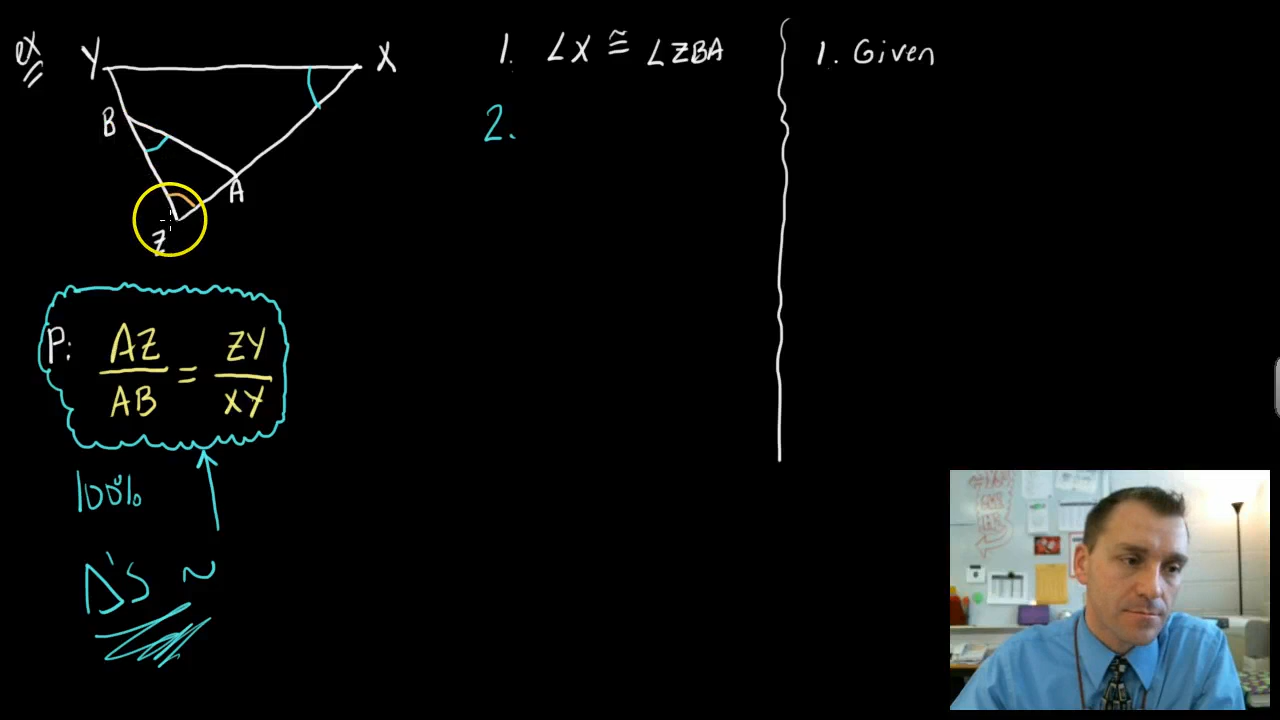 ex
Y X
B
A
Z
1. ∠X ≅ ∠ZBA
1. Given
2.
P: AZ/AB = ZY/XY
100%
Δ's ~